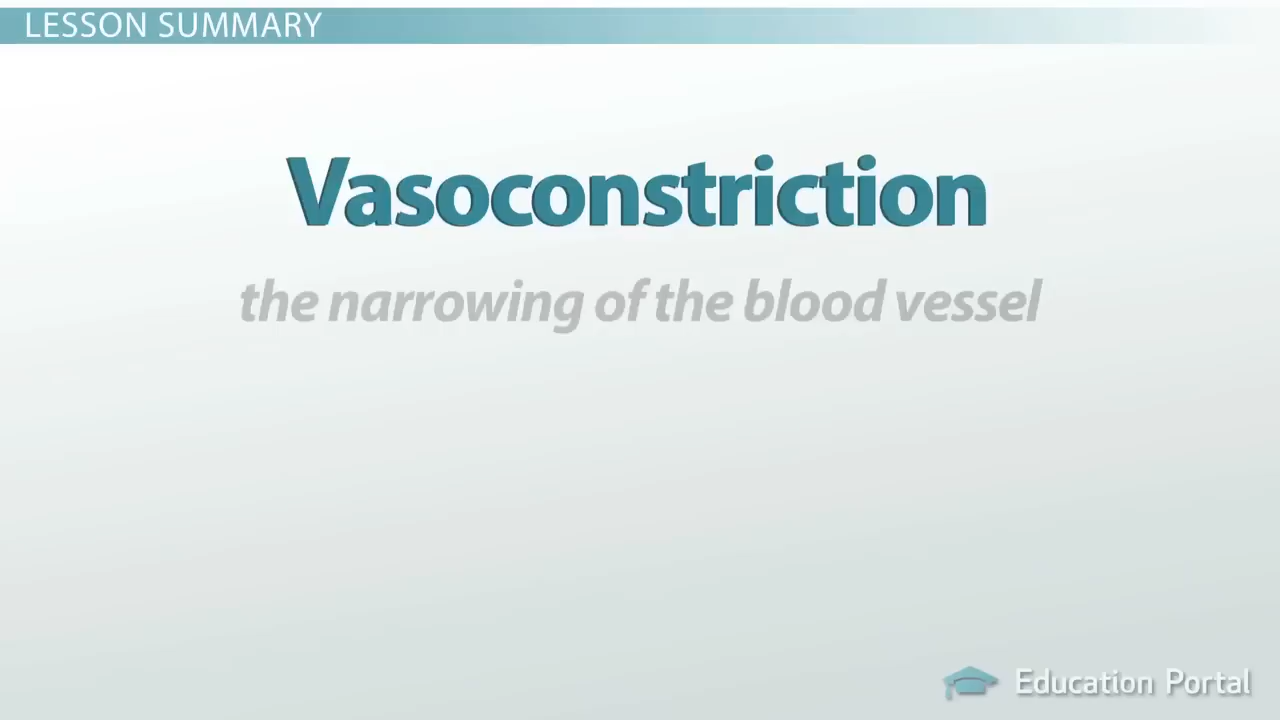 LESSON SUMMARY
Vasoconstriction
the narrowing of the blood vessel
Education Portal